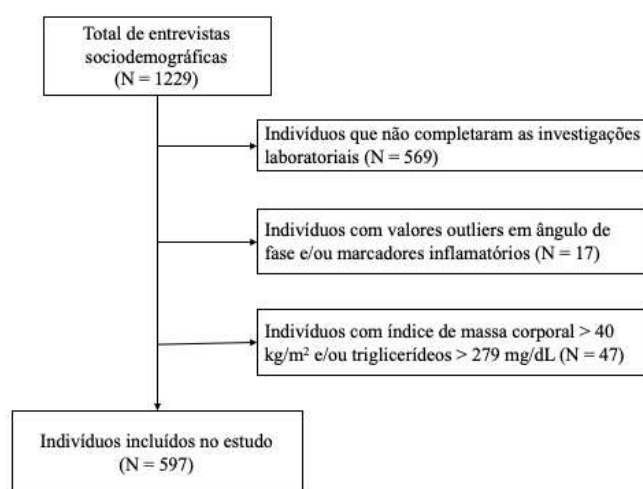 Total de entrevistas
sociodemográficas
(N = 1229)
Indivíduos que não completaram as investigações
laboratoriais (N = 569)
Indivíduos com valores outliers em ângulo de
fase e/ou marcadores inflamatórios (N = 17)
Indivíduos com índice de massa corporal > 40
kg/m² e/ou triglicerídeos > 279 mg/dL (N = 47)
Indivíduos incluídos no estudo
(N = 597)